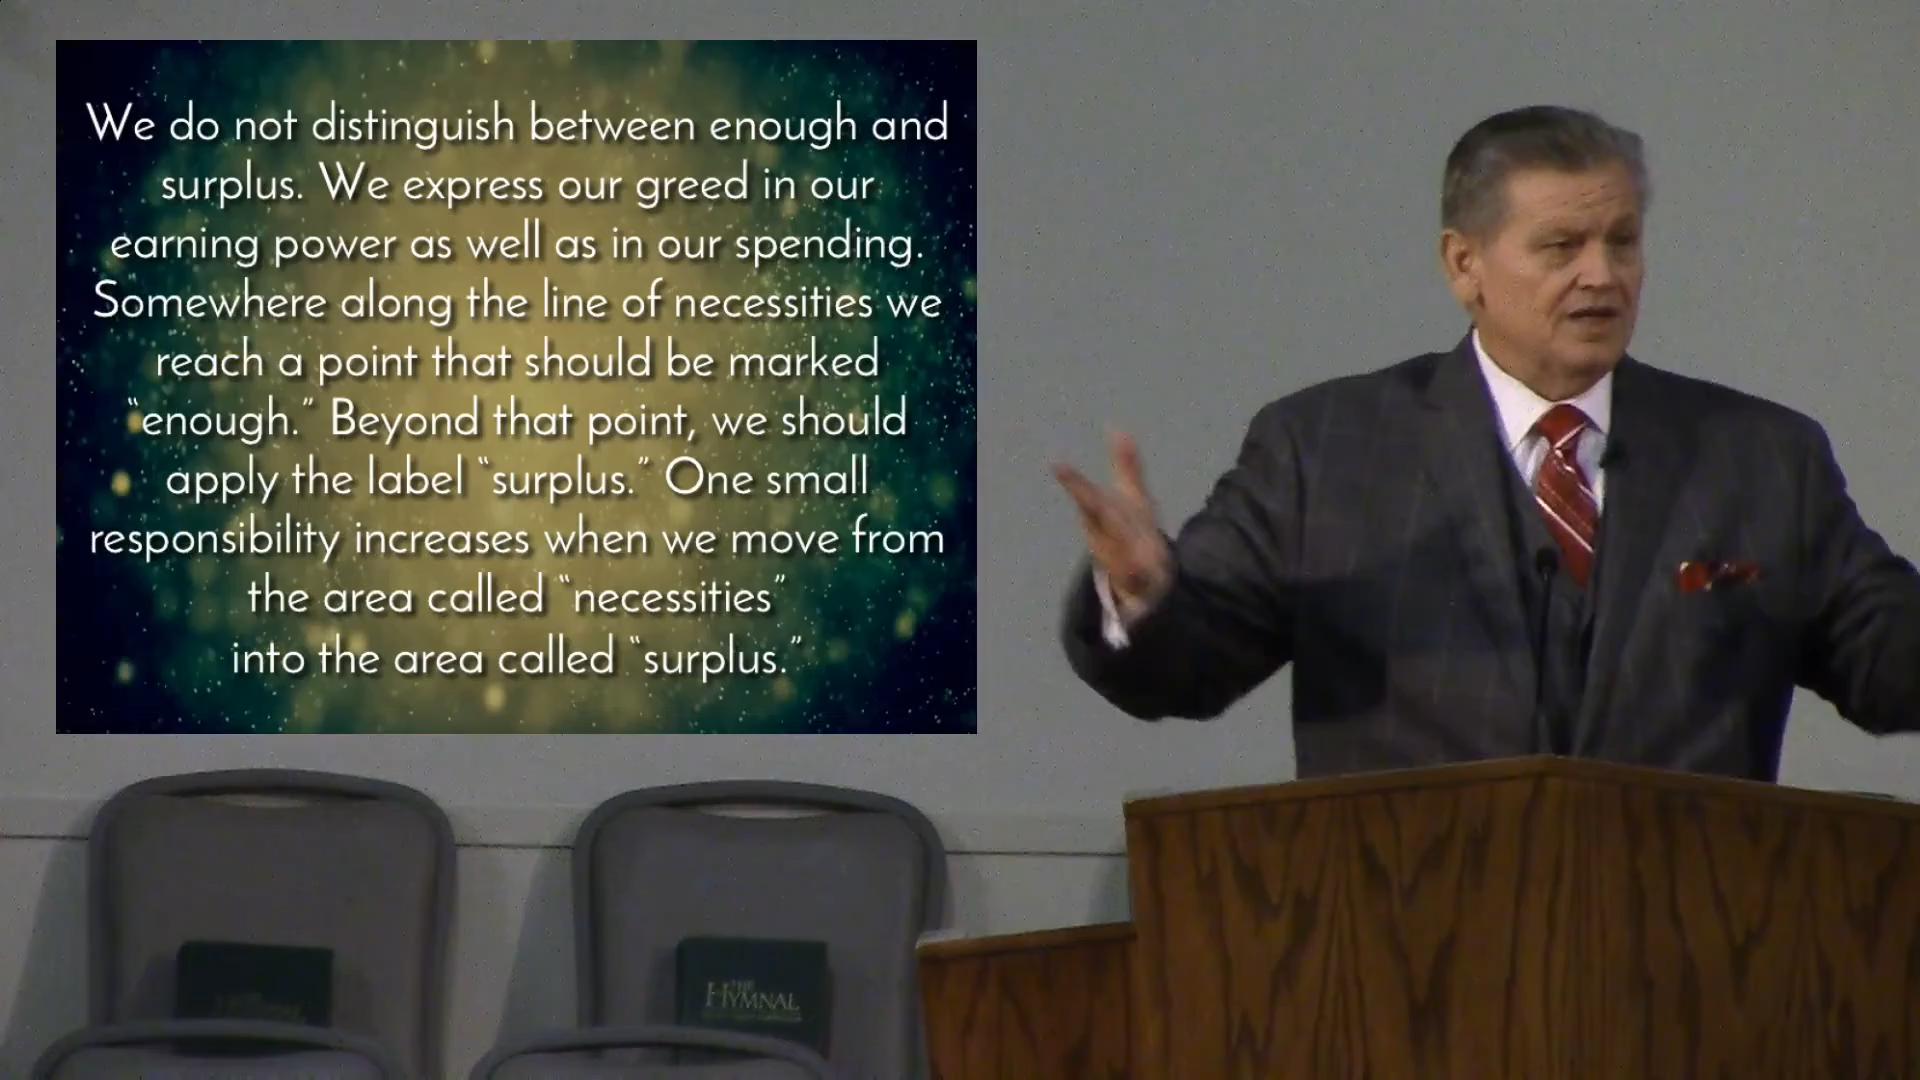 We do not distinguish between enough and
surplus. We express our greed in our
earning power as well as in our spending.
Somewhere along the line of necessities we
reach a point that should be marked
“enough.” Beyond that point, we should
apply the label “surplus.” One small
responsibility increases when we move from
the area called “necessities”
into the area called “surplus.”
THE
HYMNAL